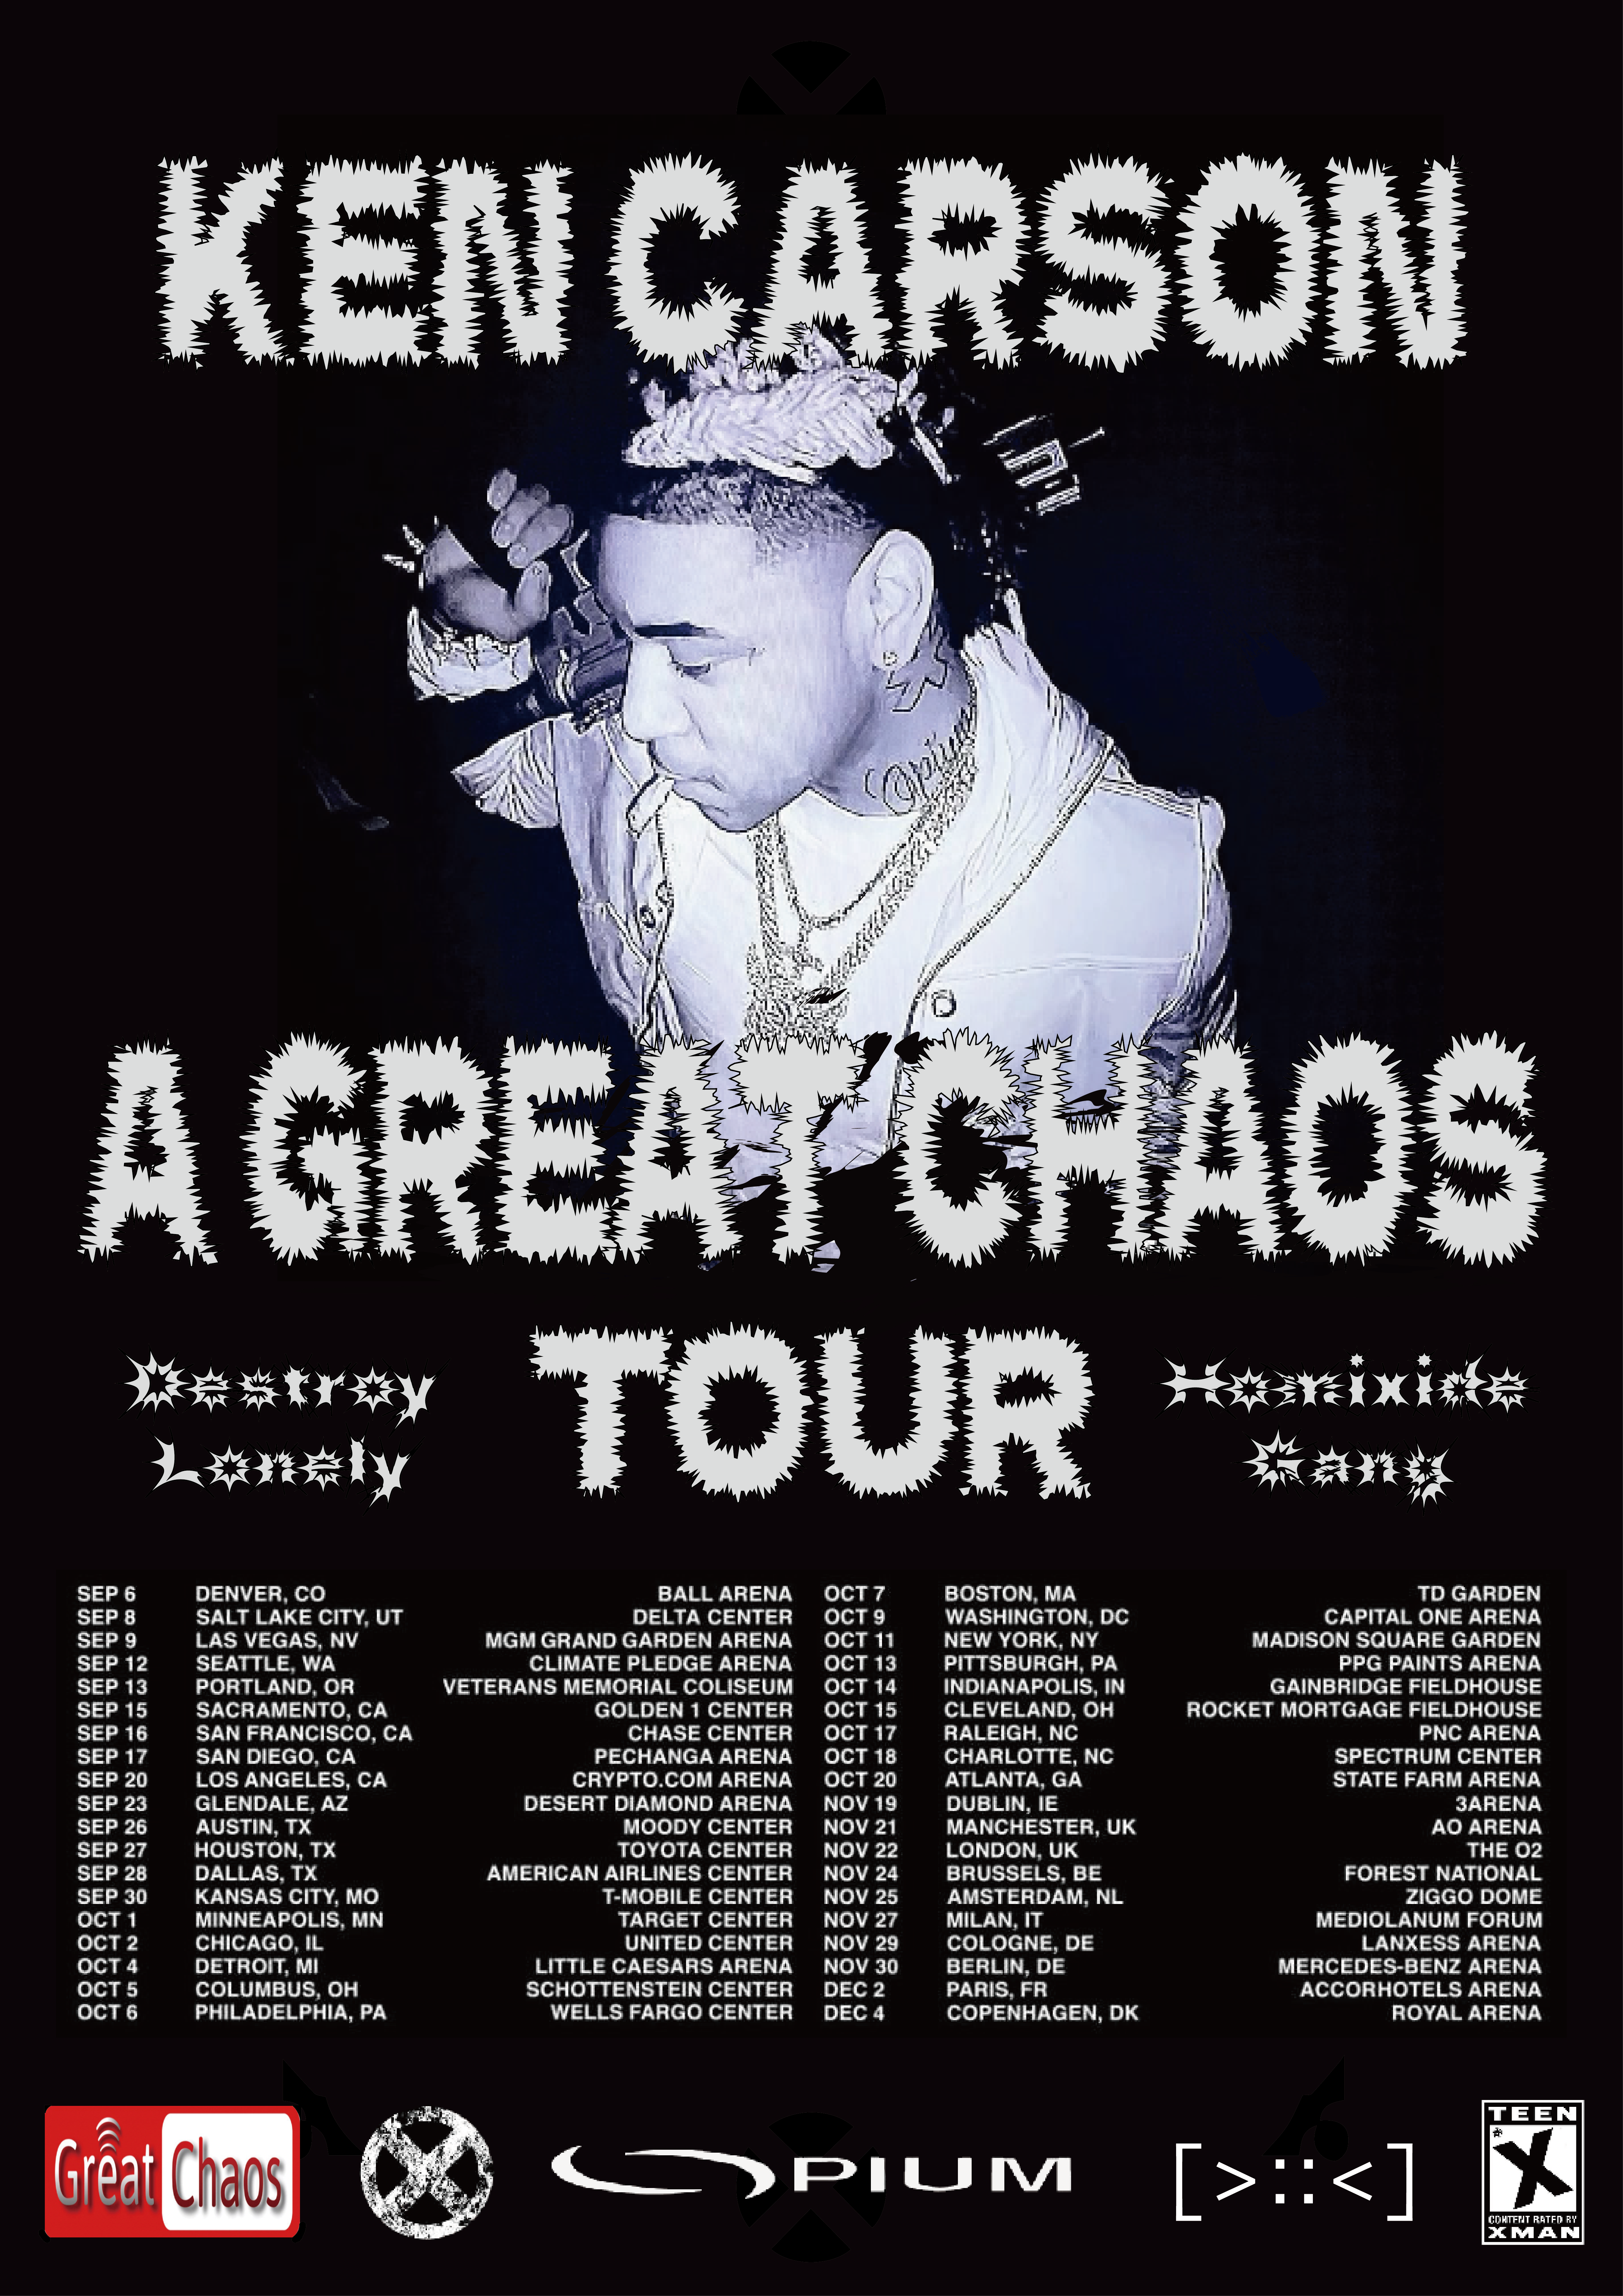 KEN CARSON
Opium
A GREAT CHAOS
TOUR
Destroy
Lonely
Homixide
Gang
SEP 6 DENVER, CO BALL ARENA
SEP 8 SALT LAKE CITY, UT DELTA CENTER
SEP 9 LAS VEGAS, NV MGM GRAND GARDEN ARENA
SEP 12 SEATTLE, WA CLIMATE PLEDGE ARENA
SEP 13 PORTLAND, OR VETERANS MEMORIAL COLISEUM
SEP 15 SACRAMENTO, CA GOLDEN 1 CENTER
SEP 16 SAN FRANCISCO, CA CHASE CENTER
SEP 17 SAN DIEGO, CA PECHANGA ARENA
SEP 20 LOS ANGELES, CA CRYPTO.COM ARENA
SEP 23 GLENDALE, AZ DESERT DIAMOND ARENA
SEP 26 AUSTIN, TX MOODY CENTER
SEP 27 HOUSTON, TX TOYOTA CENTER
SEP 28 DALLAS, TX AMERICAN AIRLINES CENTER
SEP 30 KANSAS CITY, MO T-MOBILE CENTER
OCT 1 MINNEAPOLIS, MN TARGET CENTER
OCT 2 CHICAGO, IL UNITED CENTER
OCT 4 DETROIT, MI LITTLE CAESARS ARENA
OCT 5 COLUMBUS, OH SCHOTTENSTEIN CENTER
OCT 6 PHILADELPHIA, PA WELLS FARGO CENTER
OCT 7 BOSTON, MA TD GARDEN
OCT 9 WASHINGTON, DC CAPITAL ONE ARENA
OCT 11 NEW YORK, NY MADISON SQUARE GARDEN
OCT 13 PITTSBURGH, PA PPG PAINTS ARENA
OCT 14 INDIANAPOLIS, IN GAINBRIDGE FIELDHOUSE
OCT 15 CLEVELAND, OH ROCKET MORTGAGE FIELDHOUSE
OCT 17 RALEIGH, NC PNC ARENA
OCT 18 CHARLOTTE, NC SPECTRUM CENTER
OCT 20 ATLANTA, GA STATE FARM ARENA
NOV 19 DUBLIN, IE 3ARENA
NOV 21 MANCHESTER, UK AO ARENA
NOV 22 LONDON, UK THE O2
NOV 24 BRUSSELS, BE FOREST NATIONAL
NOV 25 AMSTERDAM, NL ZIGGO DOME
NOV 27 MILAN, IT MEDIOLANUM FORUM
NOV 29 COLOGNE, DE LANXESS ARENA
NOV 30 BERLIN, DE MERCEDES-BENZ ARENA
DEC 2 PARIS, FR ACCORHOTELS ARENA
DEC 4 COPENHAGEN, DK ROYAL ARENA
Great Chaos
X
OPIUM
[>::<]
TEEN
X
CONTENT RATED BY
XMAN